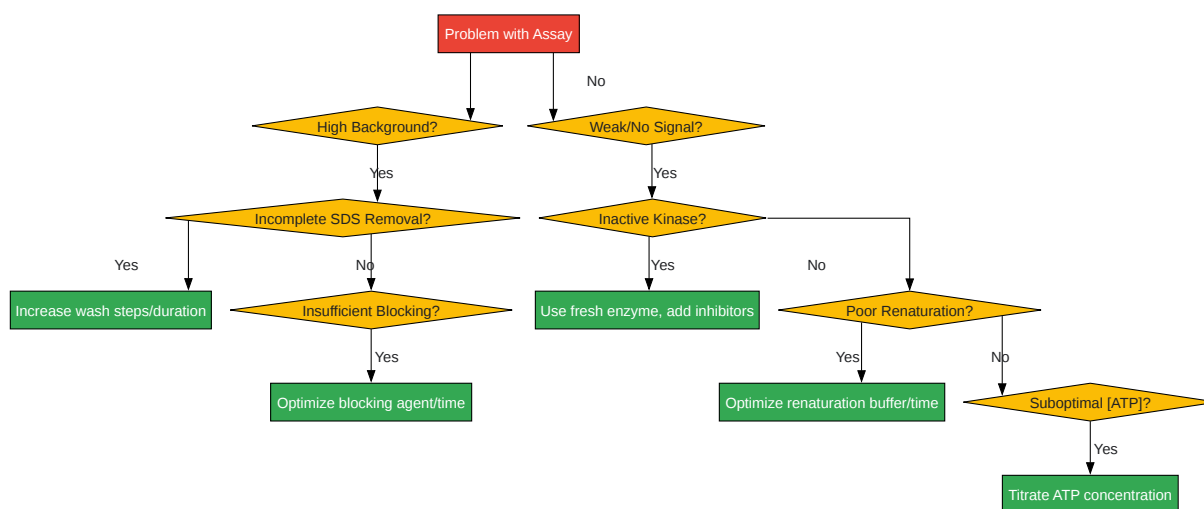 Problem with Assay
No
High Background?
Weak/No Signal?
Yes
Yes
Incomplete SDS Removal?
Inactive Kinase?
Yes
No
Yes
No
Increase wash steps/duration
Insufficient Blocking?
Use fresh enzyme, add inhibitors
Poor Renaturation?
Yes
Yes
No
Optimize blocking agent/time
Optimize renaturation buffer/time
Suboptimal [ATP]?
Yes
Titrate ATP concentration